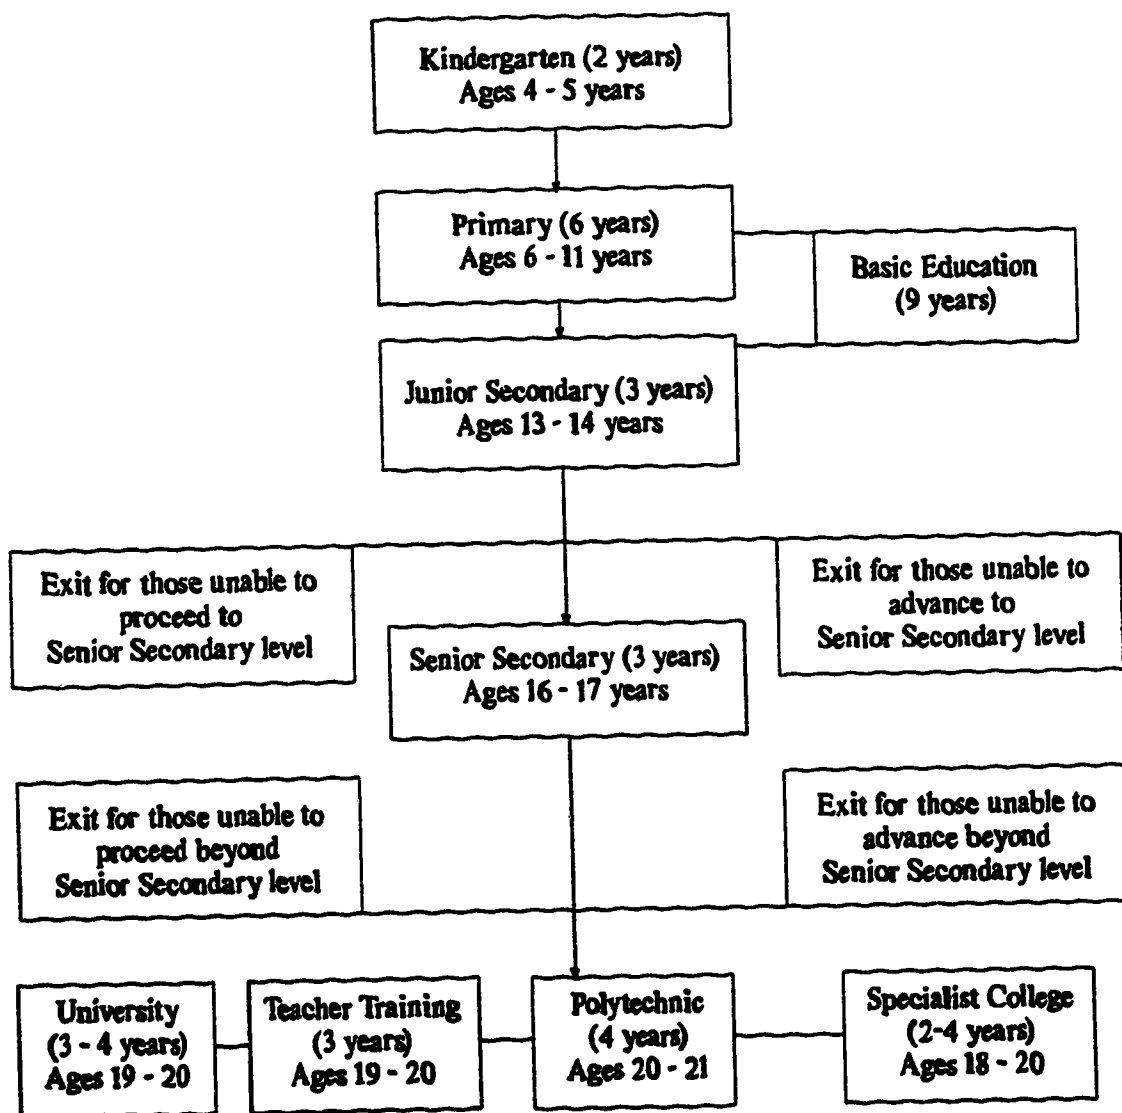 Kindergarten (2 years)
Ages 4 - 5 years
Primary (6 years)
Ages 6 - 11 years
Basic Education
(9 years)
Junior Secondary (3 years)
Ages 13 - 14 years
Exit for those unable to
proceed to
Senior Secondary level
Exit for those unable to
advance to
Senior Secondary level
Senior Secondary (3 years)
Ages 16 - 17 years
Exit for those unable to
proceed beyond
Senior Secondary level
Exit for those unable to
advance beyond
Senior Secondary level
University
(3 - 4 years)
Ages 19 - 20
Teacher Training
(3 years)
Ages 19 - 20
Polytechnic
(4 years)
Ages 20 - 21
Specialist College
(2-4 years)
Ages 18 - 20